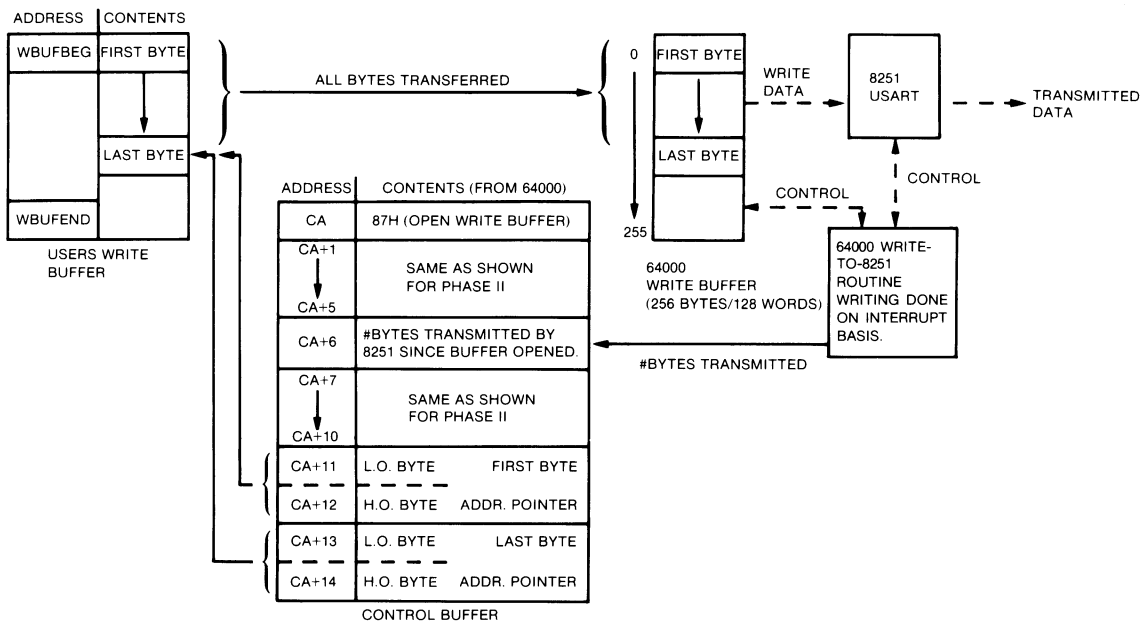 ADDRESS CONTENTS
WBUFBEG FIRST BYTE
LAST BYTE
WBUFEND
USERS WRITE
BUFFER
ALL BYTES TRANSFERRED
0 FIRST BYTE
LAST BYTE
255
64000
WRITE BUFFER
(256 BYTES/128 WORDS)
WRITE
DATA
8251
USART
TRANSMITTED
DATA
CONTROL
CONTROL
64000 WRITE-
TO-8251
ROUTINE
WRITING DONE
ON INTERRUPT
BASIS.
#BYTES TRANSMITTED
ADDRESS CONTENTS (FROM 64000)
CA 87H (OPEN WRITE BUFFER)
CA+1
SAME AS SHOWN
FOR PHASE II
CA+5
CA+6 #BYTES TRANSMITTED BY
8251 SINCE BUFFER OPENED.
CA+7
SAME AS SHOWN
FOR PHASE II
CA+10
CA+11 L.O. BYTE FIRST BYTE
CA+12 H.O. BYTE ADDR. POINTER
CA+13 L.O. BYTE LAST BYTE
CA+14 H.O. BYTE ADDR. POINTER
CONTROL BUFFER